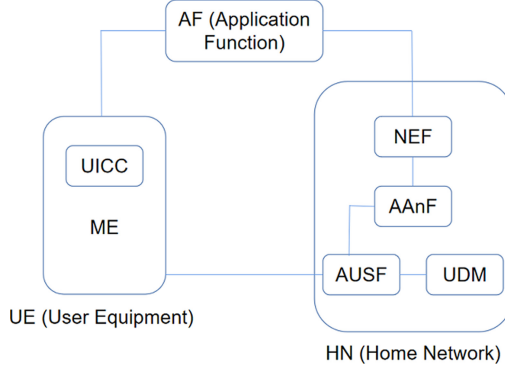 AF (Application
Function)
NEF
UICC
AAnF
ME
AUSF
UDM
UE (User Equipment)
HN (Home Network)